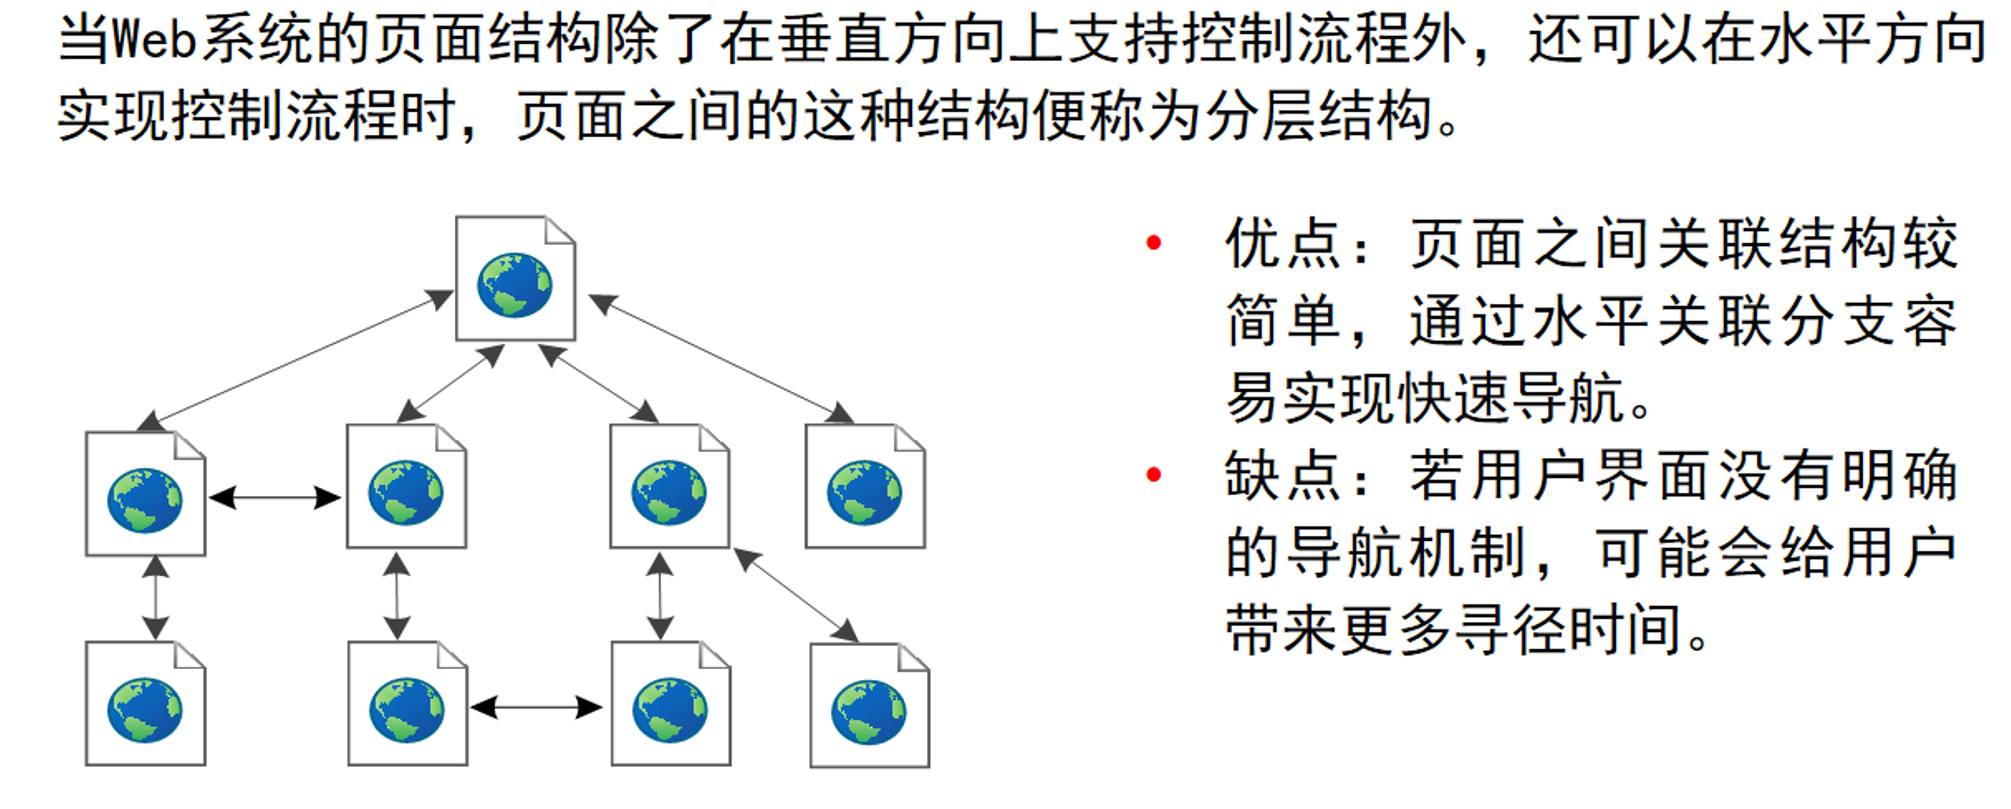 当Web系统的页面结构除了在垂直方向上支持控制流程外，还可以在水平方向
实现控制流程时，页面之间的这种结构便称为分层结构。
• 优点：页面之间关联结构较
简单，通过水平关联分支容
易实现快速导航。
• 缺点：若用户界面没有明确
的导航机制，可能会给用户
带来更多寻径时间。